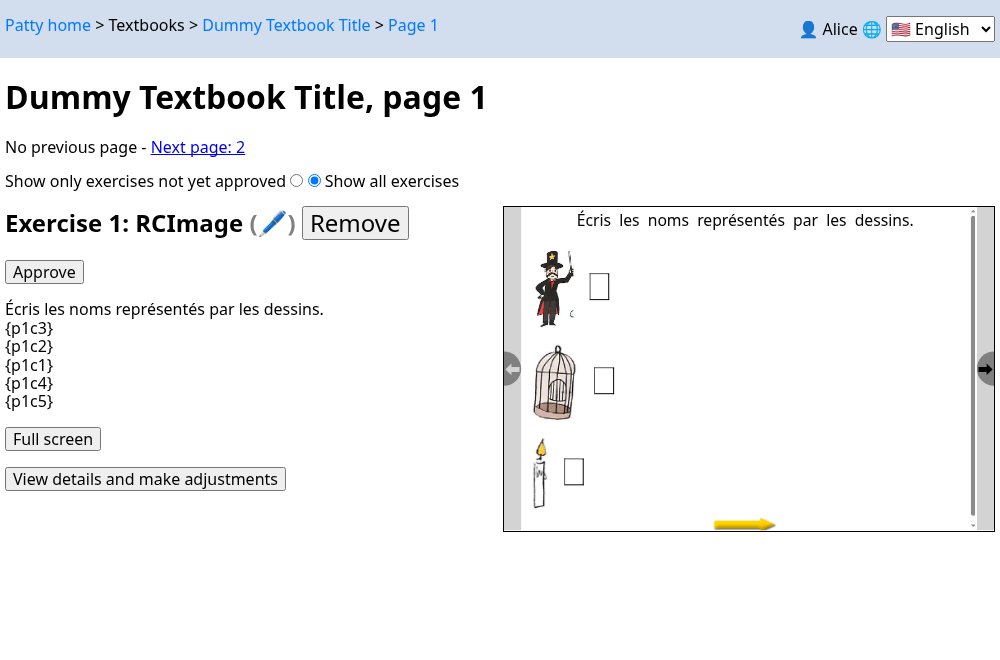 Patty home > Textbooks > Dummy Textbook Title > Page 1
👤 Alice 🌐 🇺🇸 English
Dummy Textbook Title, page 1
No previous page - Next page: 2
Show only exercises not yet approved Show all exercises
Exercise 1: RCImage (🖊️) Remove
Approve
Écris les noms représentés par les dessins.
{p1c3}
{p1c2}
{p1c1}
{p1c4}
{p1c5}
Full screen
View details and make adjustments
Écris les noms représentés par les dessins.